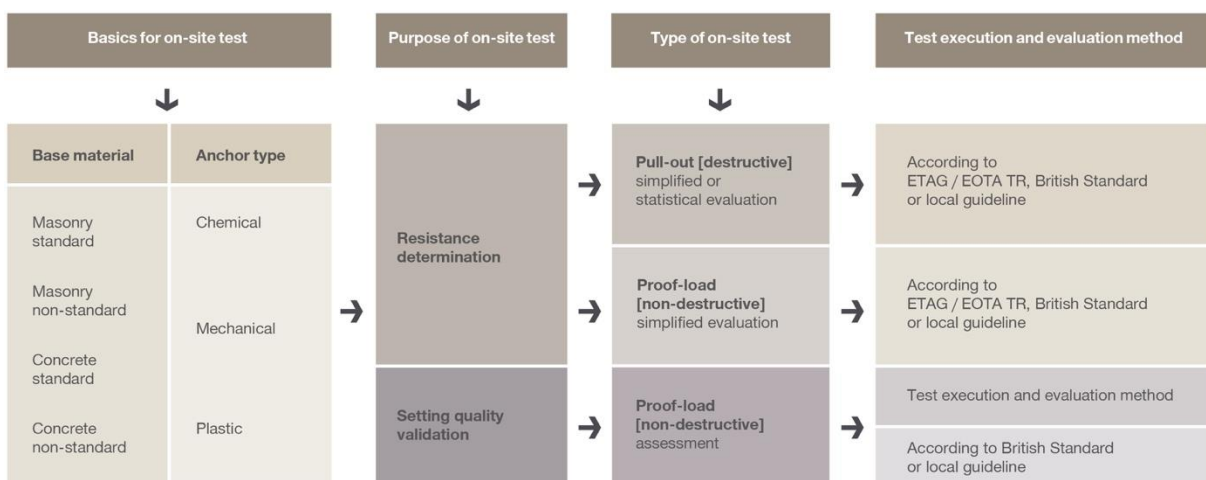 Basics for on-site test
Purpose of on-site test
Type of on-site test
Test execution and evaluation method
Base material
Anchor type
Masonry
standard
Masonry
non-standard
Concrete
standard
Concrete
non-standard
Chemical
Mechanical
Plastic
Resistance
determination
Setting quality
validation
Pull-out [destructive]
simplified or
statistical evaluation
Proof-load
[non-destructive]
simplified evaluation
Proof-load
[non-destructive]
assessment
According to
ETAG / EOTA TR, British Standard
or local guideline
According to
ETAG / EOTA TR, British Standard
or local guideline
Test execution and evaluation method
According to British Standard
or local guideline